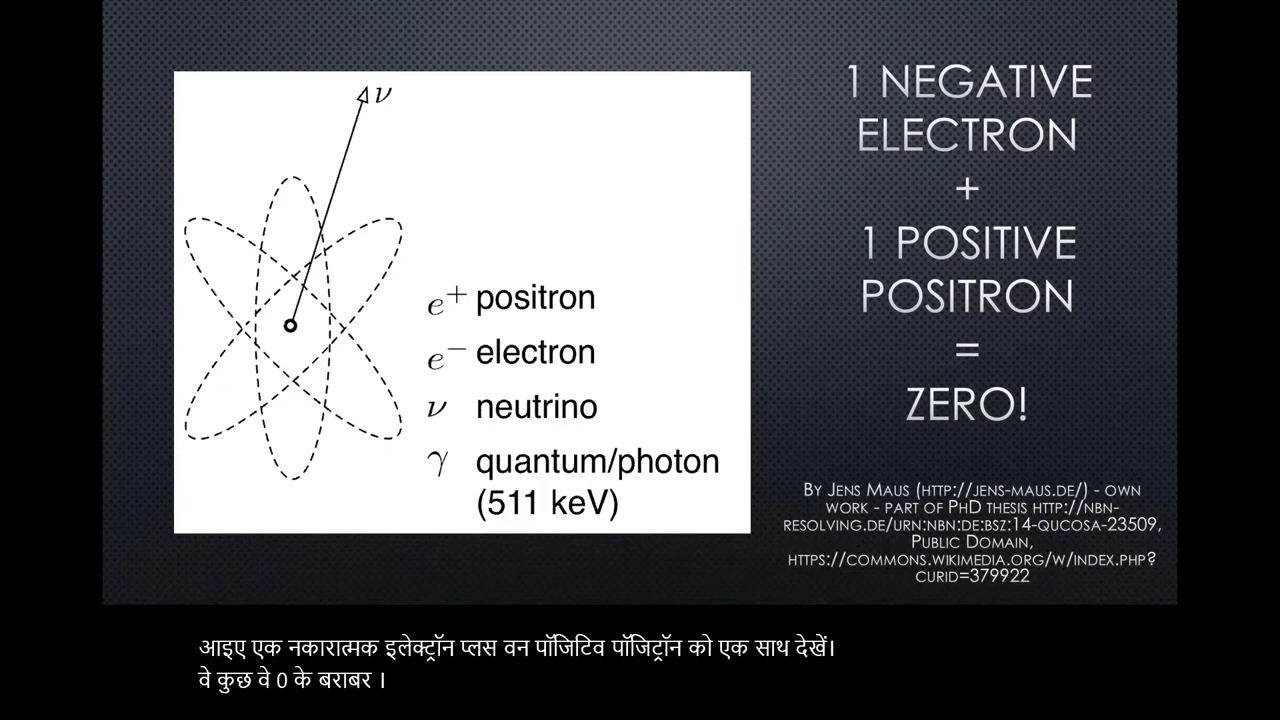 ν
e+ positron
e− electron
ν neutrino
γ quantum/photon
(511 keV)
1 NEGATIVE
ELECTRON
+
1 POSITIVE
POSITRON
=
ZERO!
BY JENS MAUS (HTTP://JENS-MAUS.DE/) - OWN
WORK - PART OF PHD THESIS HTTP://NBN-
RESOLVING.DE/URN:NBN:DE:BSZ:14-QUCOSA-23509,
PUBLIC DOMAIN,
HTTPS://COMMONS.WIKIMEDIA.ORG/W/INDEX.PHP?
CURID=379922
आइए एक नकारात्मक इलेक्ट्रॉन प्लस वन पॉजिटिव पॉजिट्रॉन को एक साथ देखें।
वे कुछ वे 0 के बराबर ।